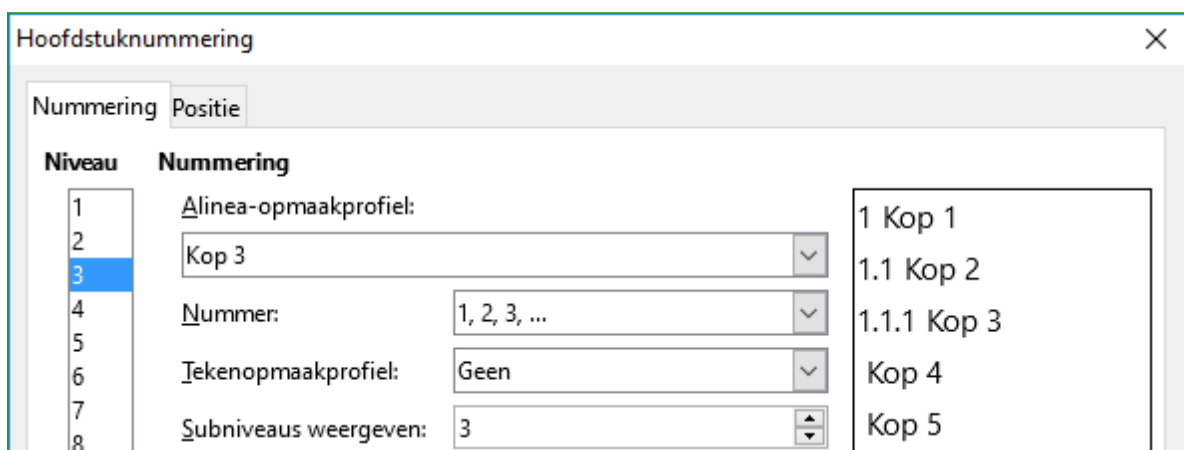 Hoofdstuknummering
Nummering Positie
Niveau Nummering
1
2
3
4
5
6
7
8
Alinea-opmaakprofiel:
Kop 3
Nummer: 1, 2, 3, ...
Tekenopmaakprofiel: Geen
Subniveaus weergeven: 3
1 Kop 1
1.1 Kop 2
1.1.1 Kop 3
Kop 4
Kop 5